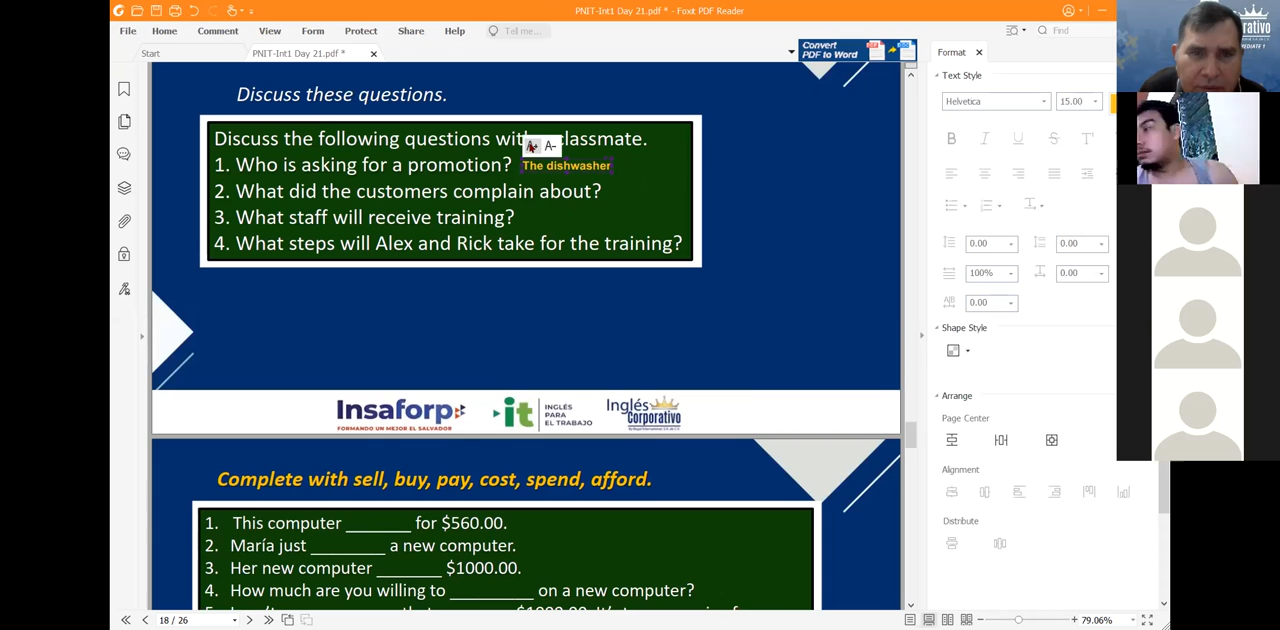 PNIT-Int1 Day 21.pdf * - Foxit PDF Reader
File Home Comment View Form Protect Share Help Tell me...
Find
Start
PNIT-Int1 Day 21.pdf *
Convert
PDF to Word
Format
Discuss these questions.
Discuss the following questions with classmate.
1. Who is asking for a promotion? The dishwasher
2. What did the customers complain about?
3. What staff will receive training?
4. What steps will Alex and Rick take for the training?
Insaforp
FORMANDO UN MEJOR EL SALVADOR
it
INGLÉS
PARA
EL TRABAJO
Inglés
Corporativo
Complete with sell, buy, pay, cost, spend, afford.
1. This computer _______ for $560.00.
2. María just ________ a new computer.
3. Her new computer _______ $1000.00.
4. How much are you willing to _________ on a new computer?
18 / 26
79.06%
Text Style
Helvetica
15.00
B I U S T
0.00
0.00
100%
0.00
0.00
Shape Style
Arrange
Page Center
Alignment
Distribute